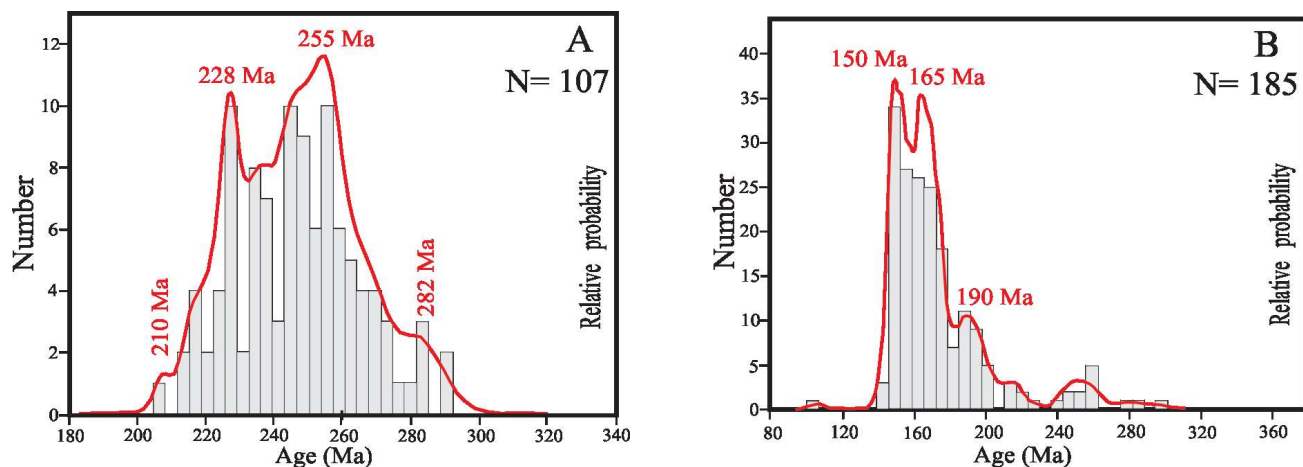 A
N= 107
255 Ma
228 Ma
210 Ma
282 Ma
Number
Relative probability
12
10
8
6
4
2
0
180 200 220 240 260 280 300 320 340
Age (Ma)
B
N= 185
150 Ma
165 Ma
190 Ma
Number
Relative probability
40
35
30
25
20
15
10
5
0
80 150 160 200 240 280 320 360
Age (Ma)